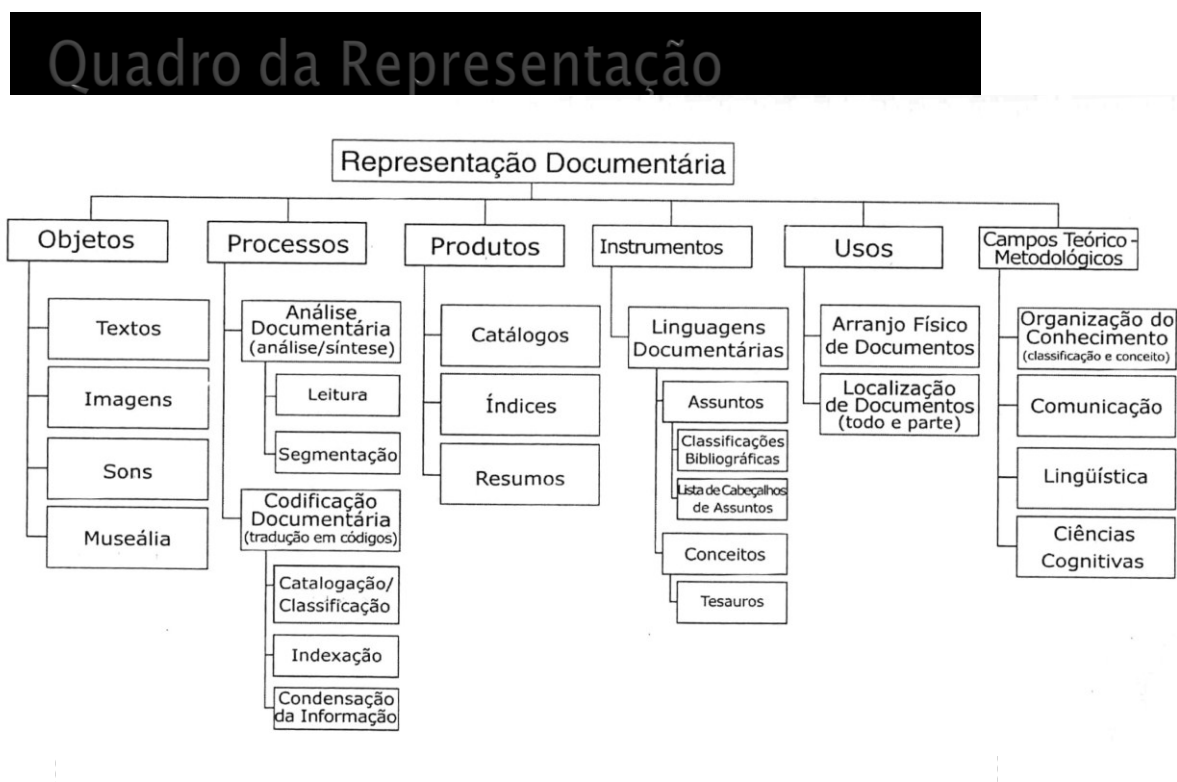 Quadro da Representação
Representação Documentária
Objetos
Textos
Imagens
Sons
Museália
Processos
Análise
Documentária
(análise/síntese)
Leitura
Segmentação
Codificação
Documentária
(tradução em códigos)
Catalogação/
Classificação
Indexação
Condensação
da Informação
Produtos
Catálogos
Índices
Resumos
Instrumentos
Linguagens
Documentárias
Assuntos
Classificações
Bibliográficas
Lista de Cabeçalhos
de Assuntos
Conceitos
Tesauros
Usos
Arranjo Físico
de Documentos
Localização
de Documentos
(todo e parte)
Campos Teórico-
Metodológicos
Organização do
Conhecimento
(classificação e conceito)
Comunicação
Lingüística
Ciências
Cognitivas